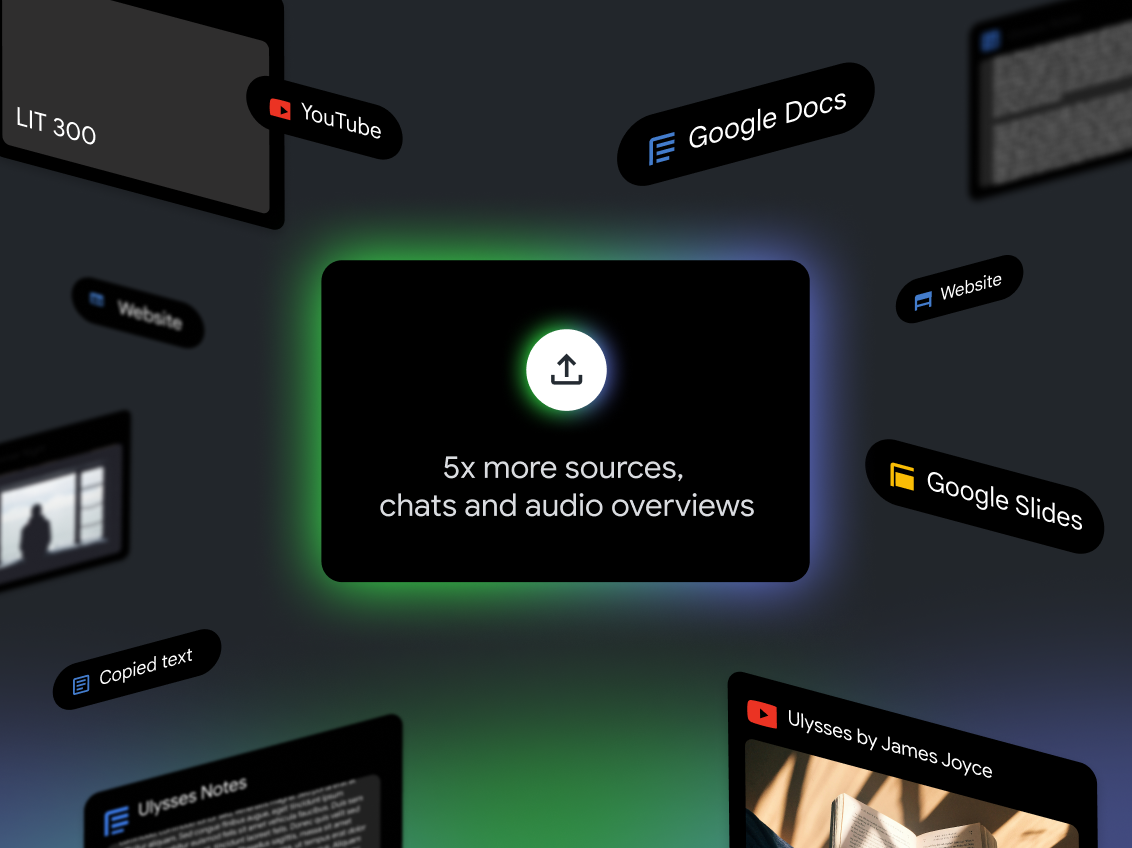 LIT 300
YouTube
Google Docs
Website
Website
5x more sources,
chats and audio overviews
Google Slides
Copied text
Ulysses Notes
Ulysses by James Joyce